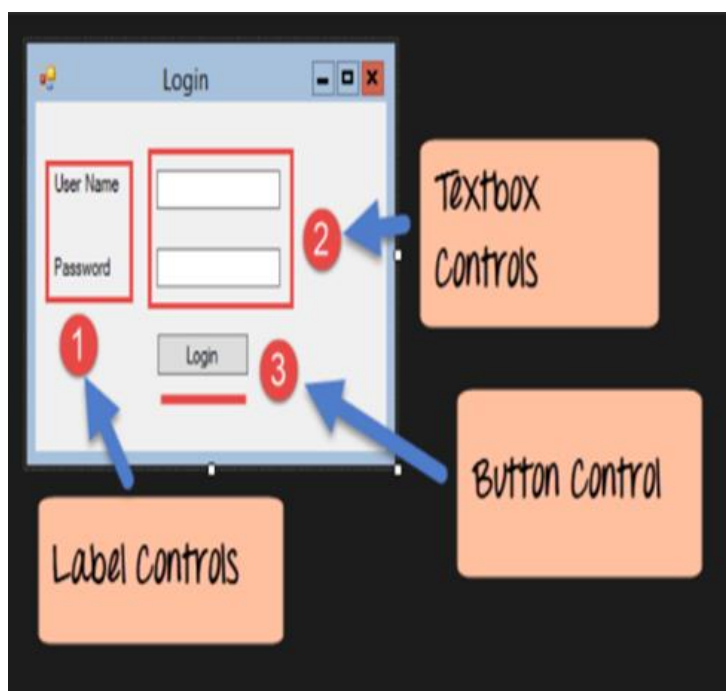 Login
User Name
Password
Login
1
2
3
Textbox
Controls
Button Control
Label Controls